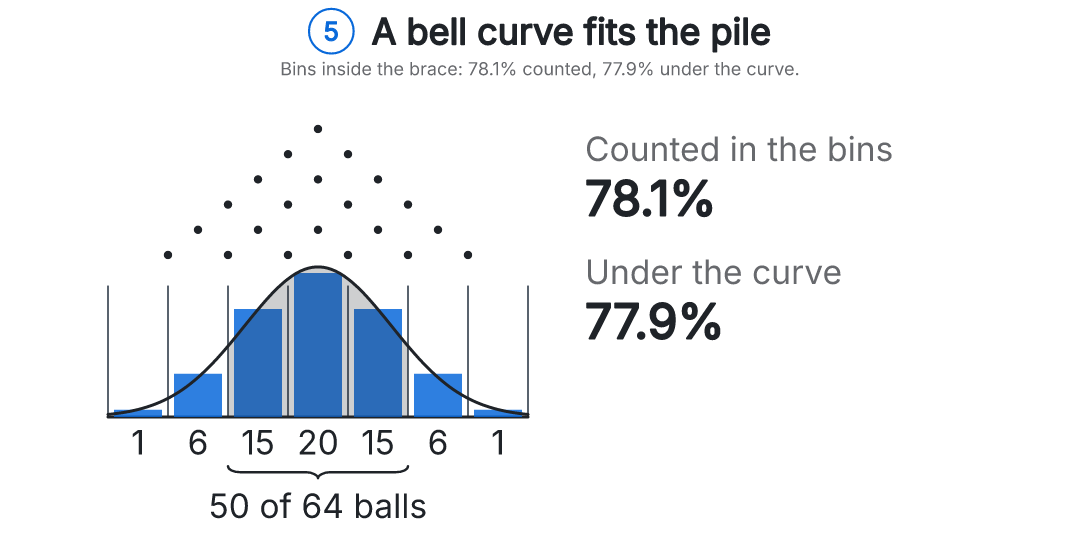 5 A bell curve fits the pile
Bins inside the brace: 78.1% counted, 77.9% under the curve.
Counted in the bins
78.1%
Under the curve
77.9%
1 6 15 20 15 6 1
50 of 64 balls